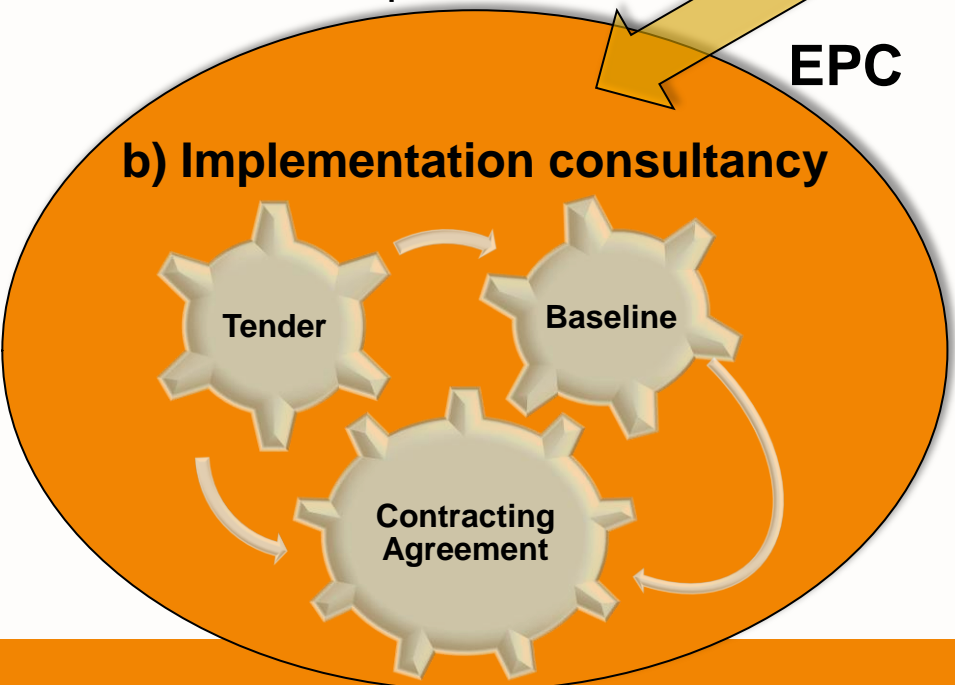 EPC
b) Implementation consultancy
Tender
Baseline
Contracting
Agreement